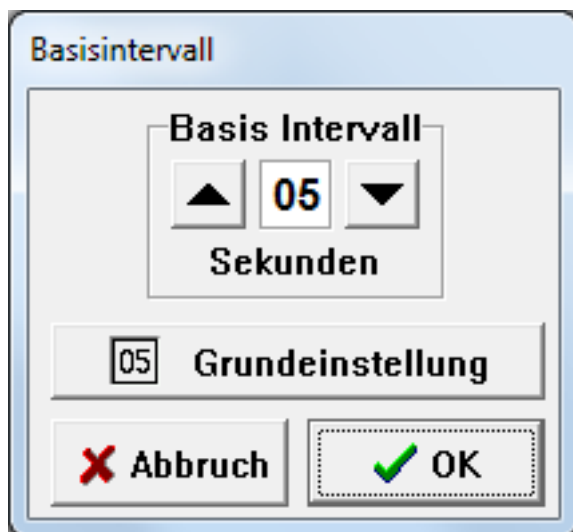 Basisintervall
Basis Intervall
05
Sekunden
05 Grundeinstellung
Abbruch OK